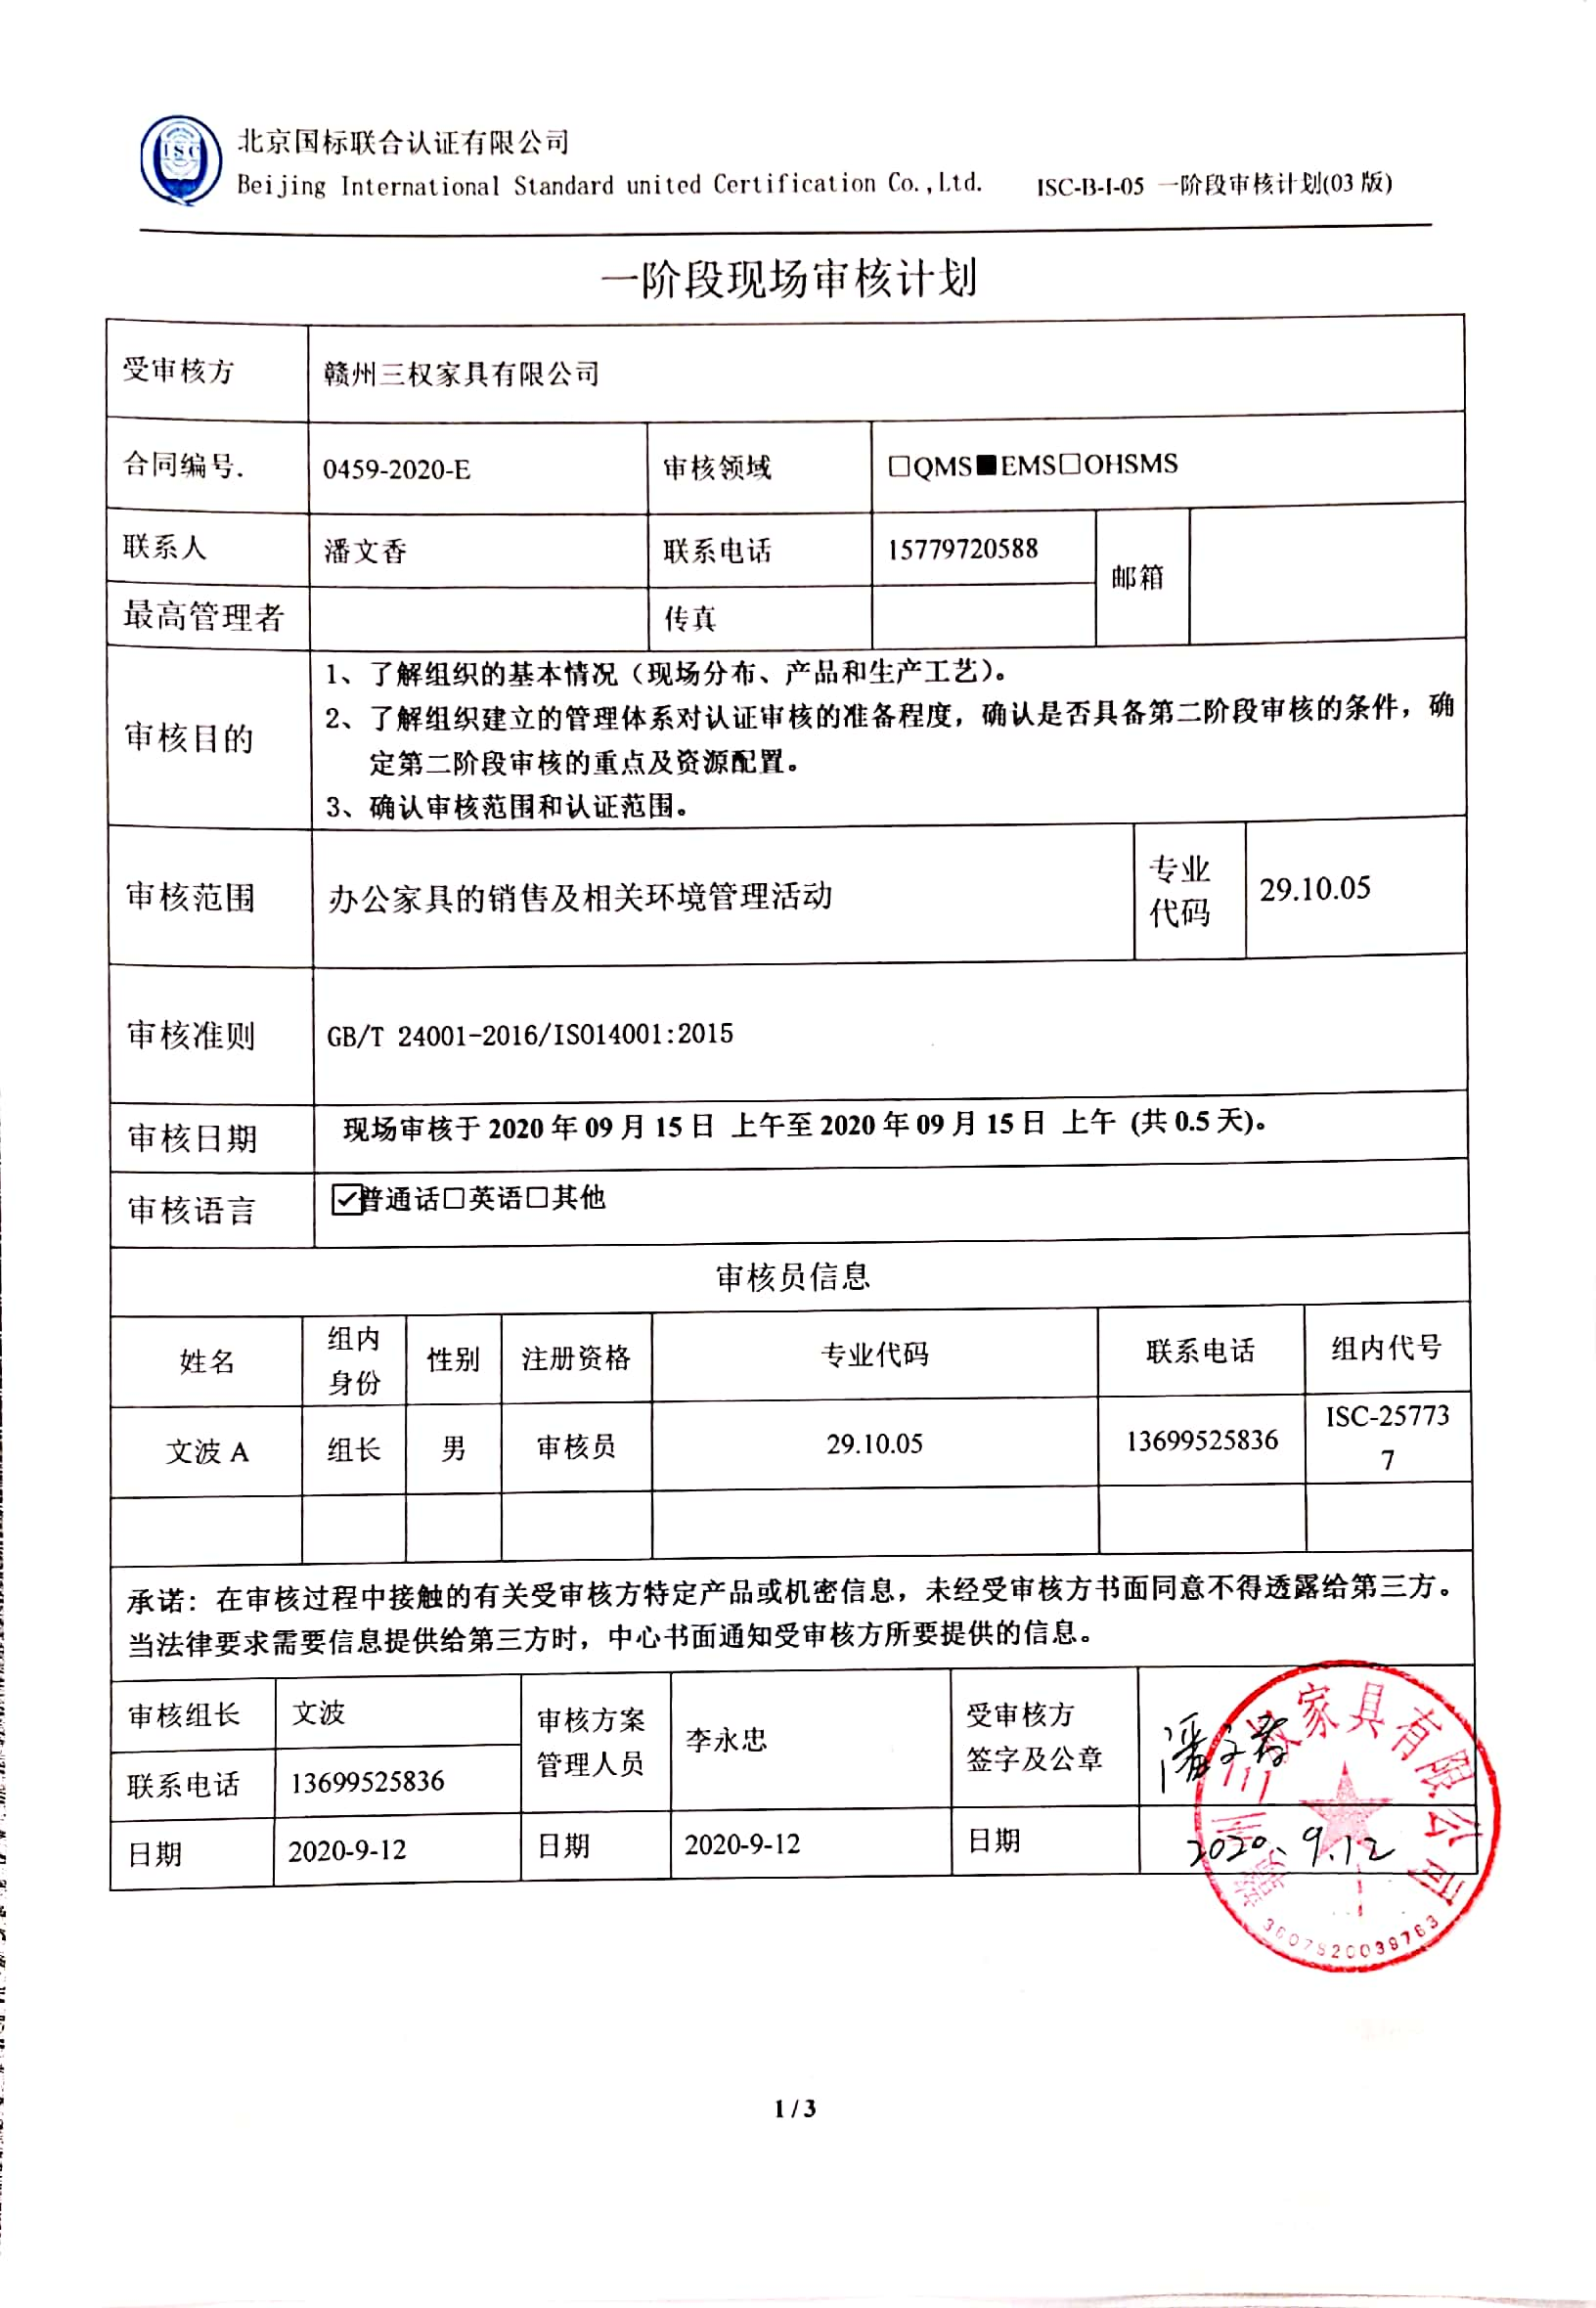 ISC
北京国标联合认证有限公司
Beijing International Standard united Certification Co.,Ltd. ISC-B-I-05 一阶段审核计划(03 版)
一阶段现场审核计划
受审核方 赣州三权家具有限公司
合同编号. 0459-2020-E 审核领域 □QMS■EMS□OHSMS
联系人 潘文香 联系电话 15779720588 邮箱
最高管理者 传真
审核目的
1、了解组织的基本情况（现场分布、产品和生产工艺）。
2、了解组织建立的管理体系对认证审核的准备程度，确认是否具备第二阶段审核的条件，确
定第二阶段审核的重点及资源配置。
3、确认审核范围和认证范围。
审核范围 办公家具的销售及相关环境管理活动 专业
代码 29.10.05
审核准则 GB/T 24001-2016/ISO14001:2015
审核日期 现场审核于 2020 年 09 月 15 日 上午至 2020 年 09 月 15 日 上午 (共 0.5 天)。
审核语言 ☑普通话□英语□其他
审核员信息
姓名 组内
身份 性别 注册资格 专业代码 联系电话 组内代号
文波 A 组长 男 审核员 29.10.05 13699525836 ISC-25773
7
承诺：在审核过程中接触的有关受审核方特定产品或机密信息，未经受审核方书面同意不得透露给第三方。
当法律要求需要信息提供给第三方时，中心书面通知受审核方所要提供的信息。
审核组长 文波 审核方案
管理人员 李永忠 受审核方
签字及公章 潘文香
联系电话 13699525836
日期 2020-9-12 日期 2020-9-12 日期 2020.9.12
赣州三权家具有限公司
3607820039763
1 / 3